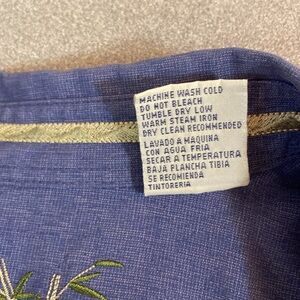 MACHINE WASH COLD
DO NOT BLEACH
TUMBLE DRY LOW
WARM STEAM IRON
DRY CLEAN RECOMMENDED
LAVADO A MAQUINA
CON AGUA FRIA
SECAR A TEMPERATURA
BAJA PLANCHA TIBIA
SE RECOMIENDA
TINTORERIA